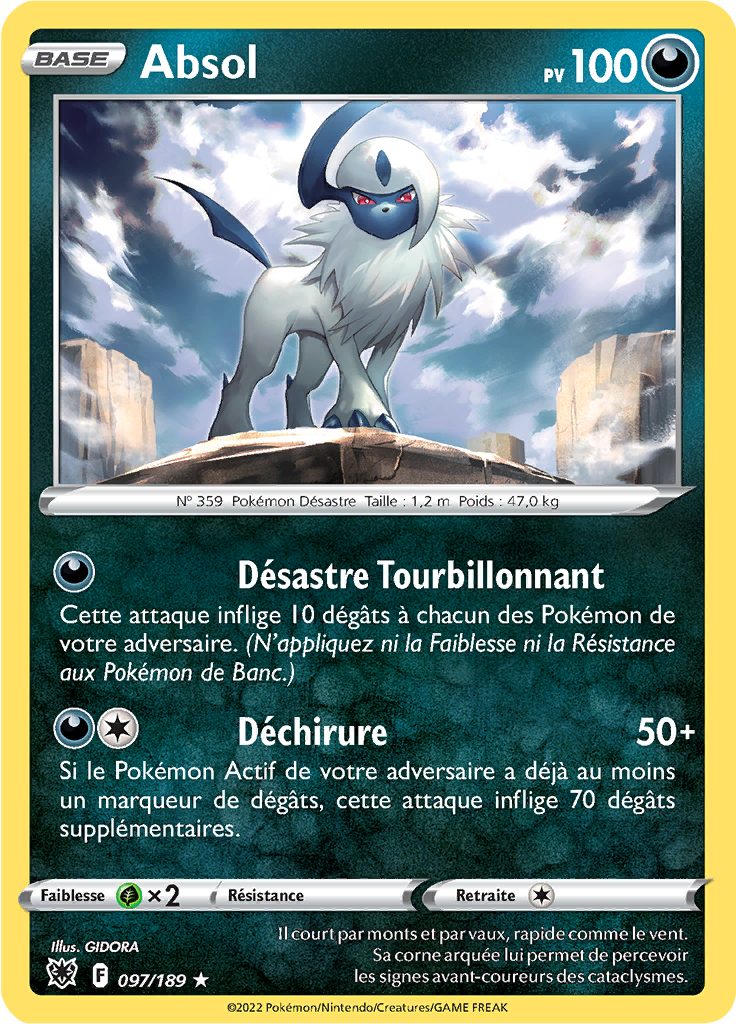 BASE Absol PV 100
N° 359 Pokémon Désastre Taille : 1,2 m Poids : 47,0 kg
Désastre Tourbillonnant
Cette attaque inflige 10 dégâts à chacun des Pokémon de
votre adversaire. (N'appliquez ni la Faiblesse ni la Résistance
aux Pokémon de Banc.)
Déchirure 50+
Si le Pokémon Actif de votre adversaire a déjà au moins
un marqueur de dégâts, cette attaque inflige 70 dégâts
supplémentaires.
Faiblesse ×2 Résistance Retraite
Illus. GIDORA
Il court par monts et par vaux, rapide comme le vent.
Sa corne arquée lui permet de percevoir
les signes avant-coureurs des cataclysmes.
F 097/189 ★
©2022 Pokémon/Nintendo/Creatures/GAME FREAK